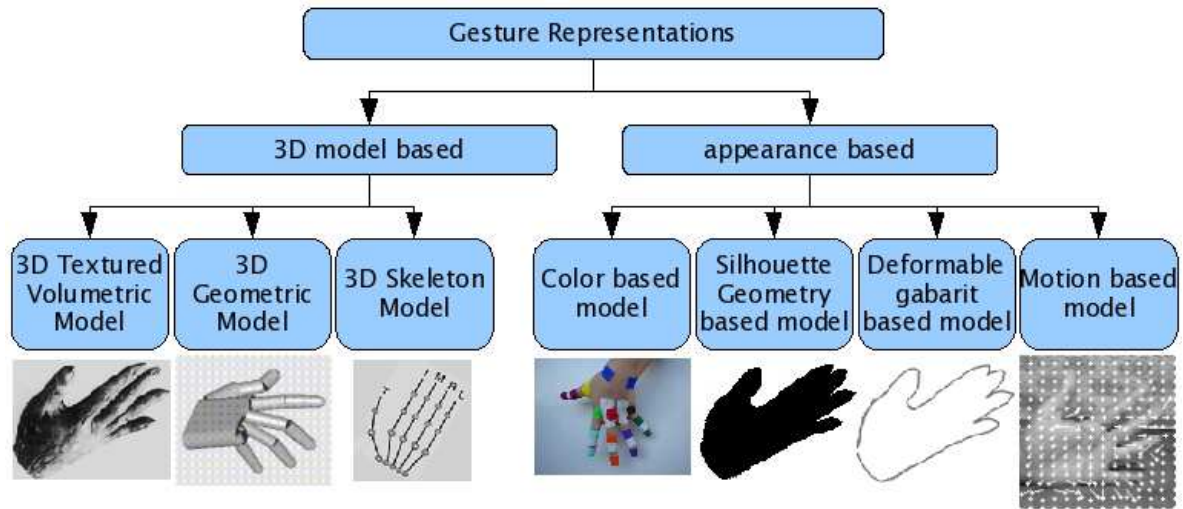 Gesture Representations
3D model based
appearance based
3D Textured
Volumetric
Model
3D
Geometric
Model
3D Skeleton
Model
Color based
model
Silhouette
Geometry
based model
Deformable
gabarit
based model
Motion based
model
T I M R L